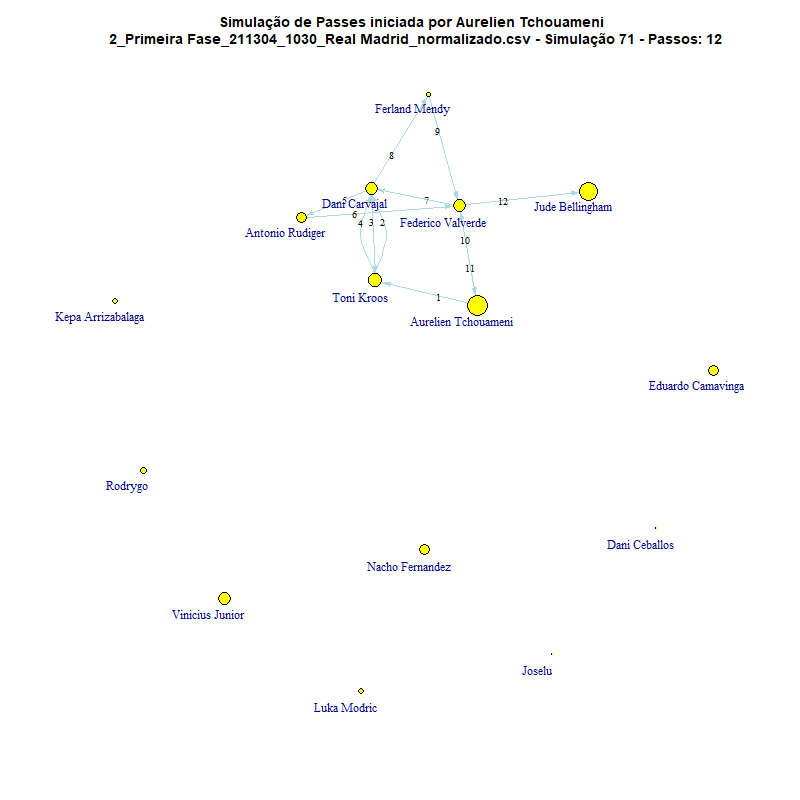 Simulação de Passes iniciada por Aurelien Tchouameni
2_Primeira Fase_211304_1030_Real Madrid_normalizado.csv - Simulação 71 - Passos: 12
Ferland Mendy
9
8
5
Dani Carvajal
7
12
Jude Bellingham
6
4 3 2
Federico Valverde
Antonio Rudiger
10
11
Toni Kroos
1
Aurelien Tchouameni
Kepa Arrizabalaga
Eduardo Camavinga
Rodrygo
Dani Ceballos
Nacho Fernandez
Vinicius Junior
Joselu
Luka Modric